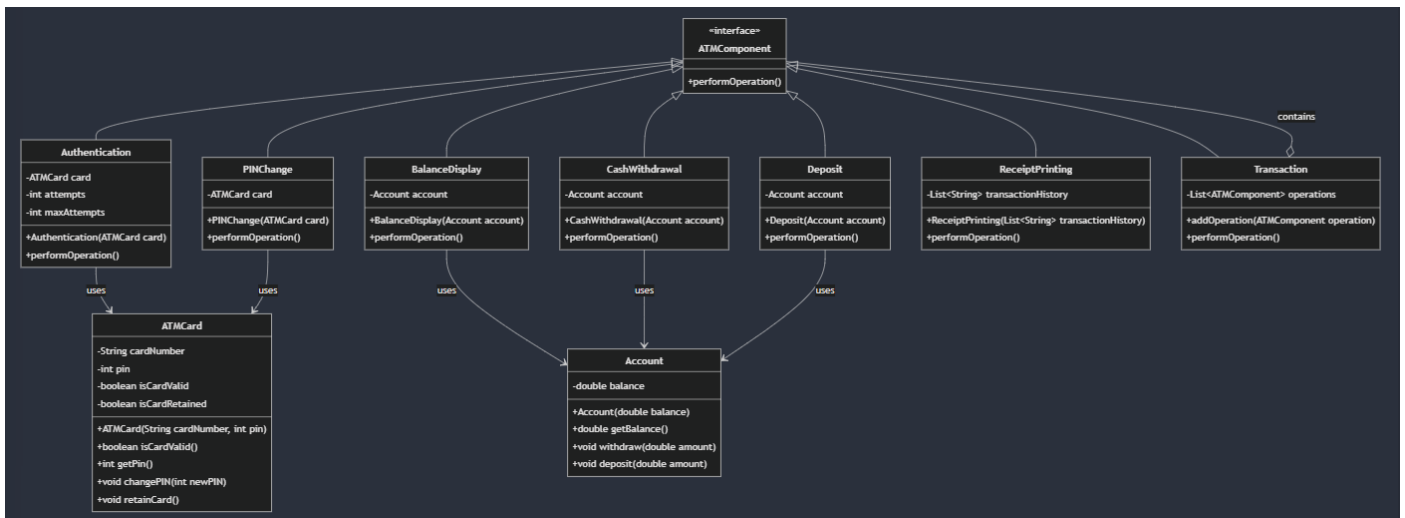 «interface»
ATMComponent
+performOperation()
contains
Authentication
-ATMCard card
-int attempts
-int maxAttempts
+Authentication(ATMCard card)
+performOperation()
PINChange
-ATMCard card
+PINChange(ATMCard card)
+performOperation()
BalanceDisplay
-Account account
+BalanceDisplay(Account account)
+performOperation()
CashWithdrawal
-Account account
+CashWithdrawal(Account account)
+performOperation()
Deposit
-Account account
+Deposit(Account account)
+performOperation()
ReceiptPrinting
-List<String> transactionHistory
+ReceiptPrinting(List<String> transactionHistory)
+performOperation()
Transaction
-List<ATMComponent> operations
+addOperation(ATMComponent operation)
+performOperation()
uses
uses
uses
uses
uses
ATMCard
-String cardNumber
-int pin
-boolean isCardValid
-boolean isCardRetained
+ATMCard(String cardNumber, int pin)
+boolean isCardValid()
+int getPin()
+void changePIN(int newPIN)
+void retainCard()
Account
-double balance
+Account(double balance)
+double getBalance()
+void withdraw(double amount)
+void deposit(double amount)